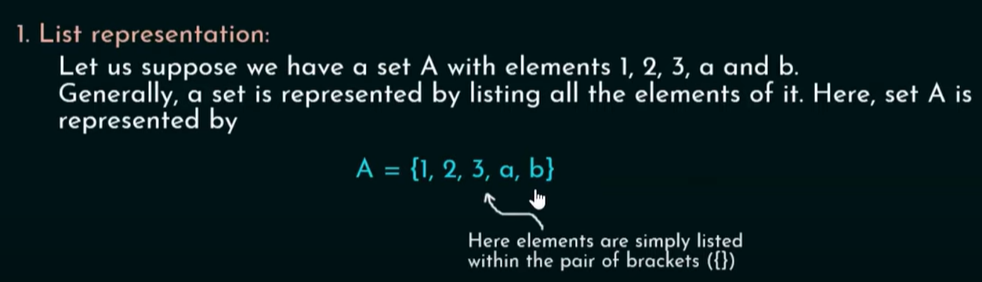 1. List representation:
Let us suppose we have a set A with elements 1, 2, 3, a and b.
Generally, a set is represented by listing all the elements of it. Here, set A is
represented by
A = {1, 2, 3, a, b}
Here elements are simply listed
within the pair of brackets ({})